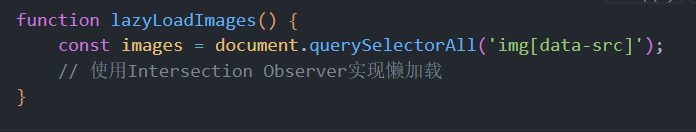 function lazyLoadImages() {
    const images = document.querySelectorAll('img[data-src]');
    // 使用Intersection Observer实现懒加载
}